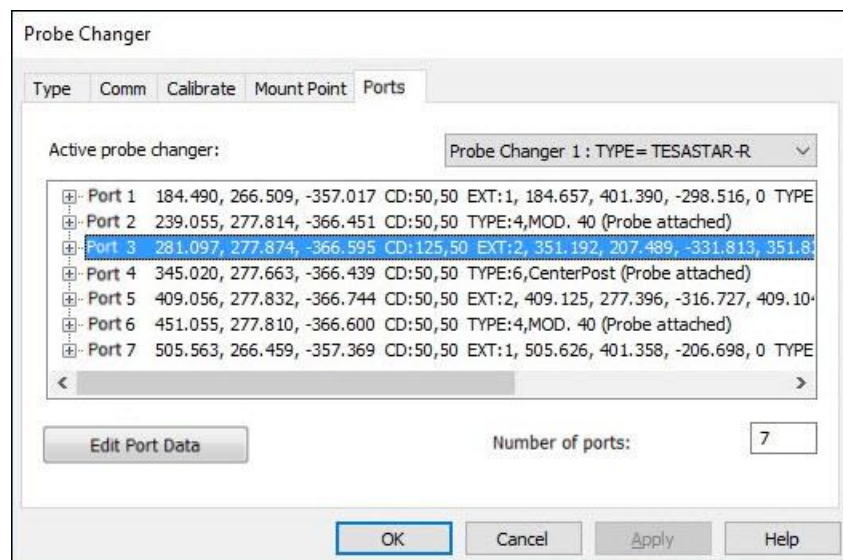 Probe Changer
Type Comm Calibrate Mount Point Ports
Active probe changer: Probe Changer 1 : TYPE= TESASTAR-R
Port 1 184.490, 266.509, -357.017 CD:50,50 EXT:1, 184.657, 401.390, -298.516, 0 TYPE
Port 2 239.055, 277.814, -366.451 CD:50,50 TYPE:4,MOD. 40 (Probe attached)
Port 3 281.097, 277.874, -366.595 CD:125,50 EXT:2, 351.192, 207.489, -331.813, 351.8
Port 4 345.020, 277.663, -366.439 CD:50,50 TYPE:6,CenterPost (Probe attached)
Port 5 409.056, 277.832, -366.744 CD:50,50 EXT:2, 409.125, 277.396, -316.727, 409.10
Port 6 451.055, 277.810, -366.600 CD:50,50 TYPE:4,MOD. 40 (Probe attached)
Port 7 505.563, 266.459, -357.369 CD:50,50 EXT:1, 505.626, 401.358, -206.698, 0 TYPE
Edit Port Data Number of ports: 7
OK Cancel Apply Help